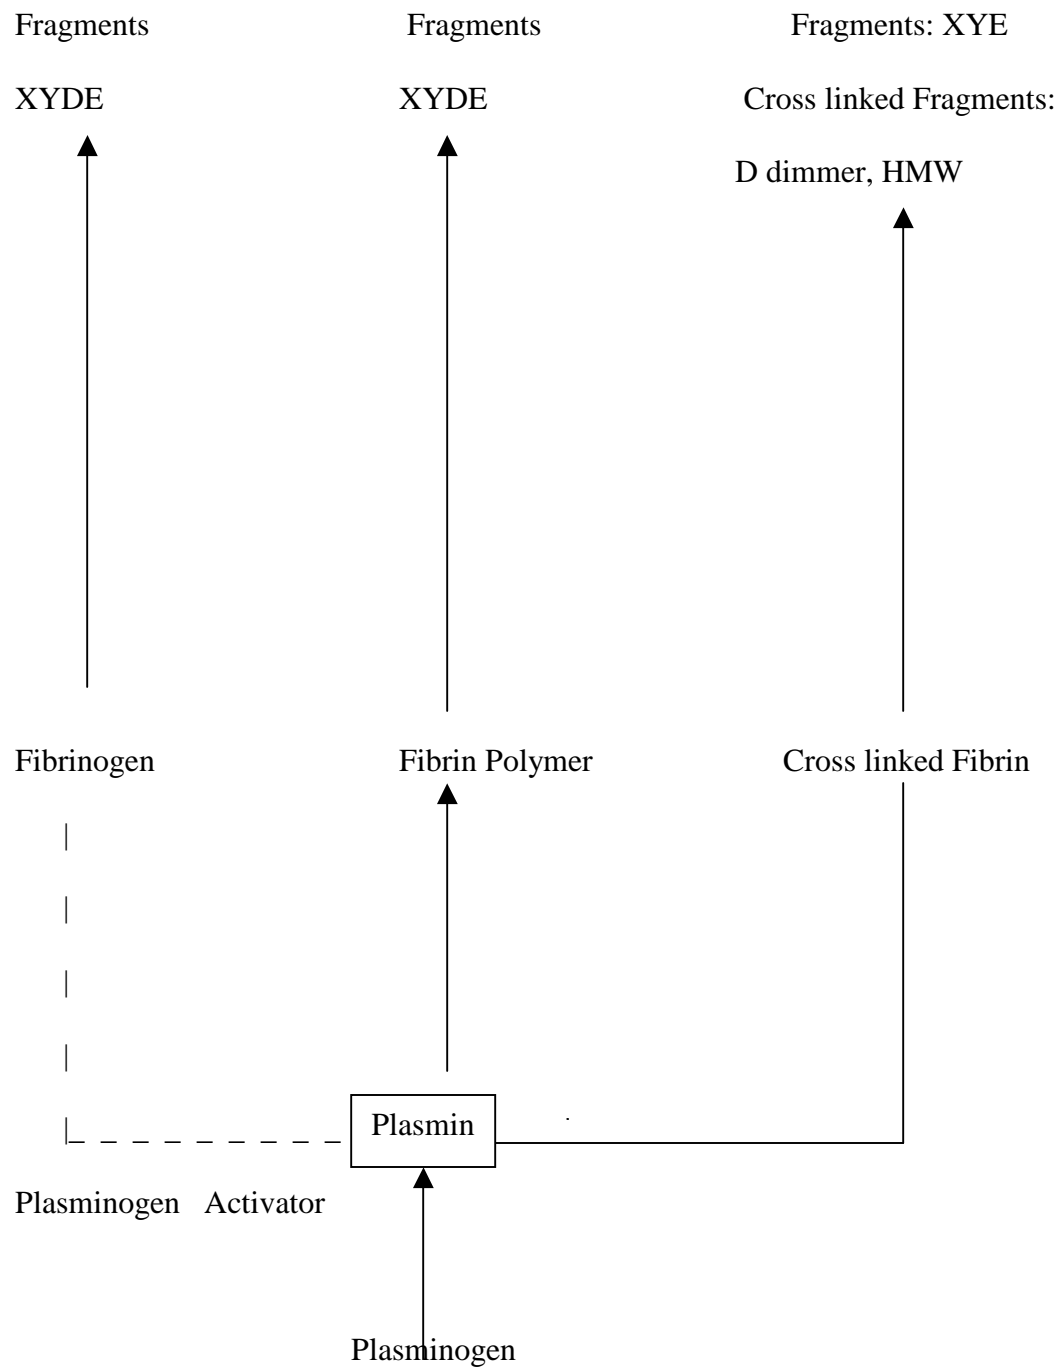 Fragments Fragments Fragments: XYE
XYDE XYDE Cross linked Fragments:
D dimmer, HMW
Fibrinogen Fibrin Polymer Cross linked Fibrin
Plasmin
Plasminogen Activator
Plasminogen